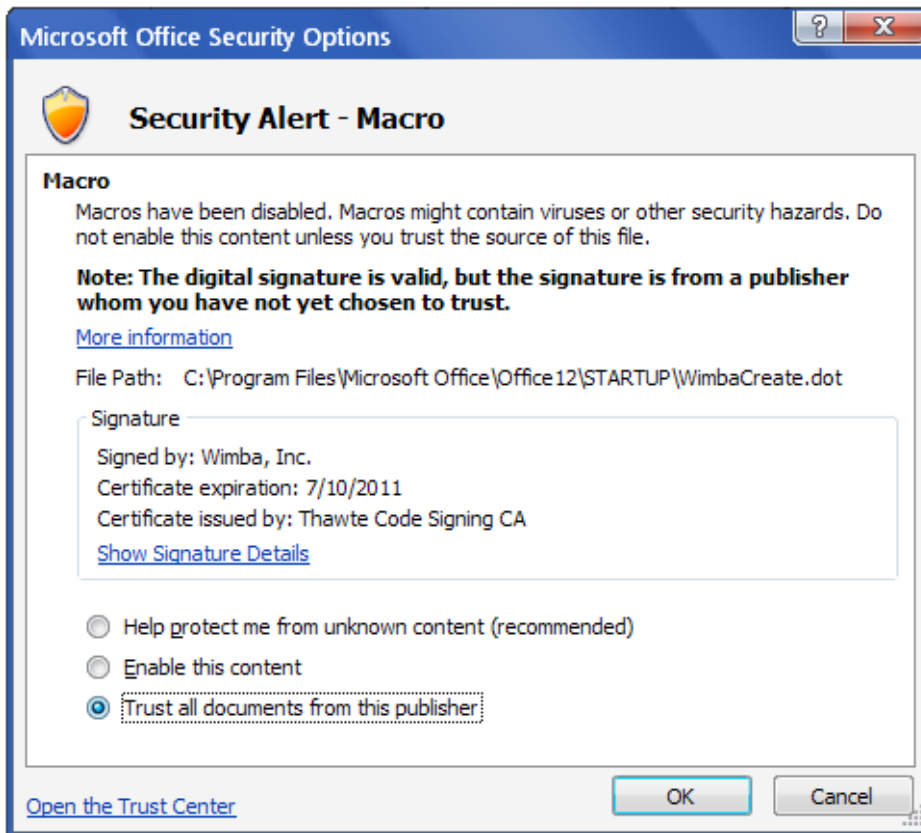 Microsoft Office Security Options
Security Alert - Macro
Macro
Macros have been disabled. Macros might contain viruses or other security hazards. Do
not enable this content unless you trust the source of this file.
Note: The digital signature is valid, but the signature is from a publisher
whom you have not yet chosen to trust.
More information
File Path: C:\Program Files\Microsoft Office\Office12\STARTUP\WimbaCreate.dot
Signature
Signed by: Wimba, Inc.
Certificate expiration: 7/10/2011
Certificate issued by: Thawte Code Signing CA
Show Signature Details
Help protect me from unknown content (recommended)
Enable this content
Trust all documents from this publisher
Open the Trust Center
OK
Cancel